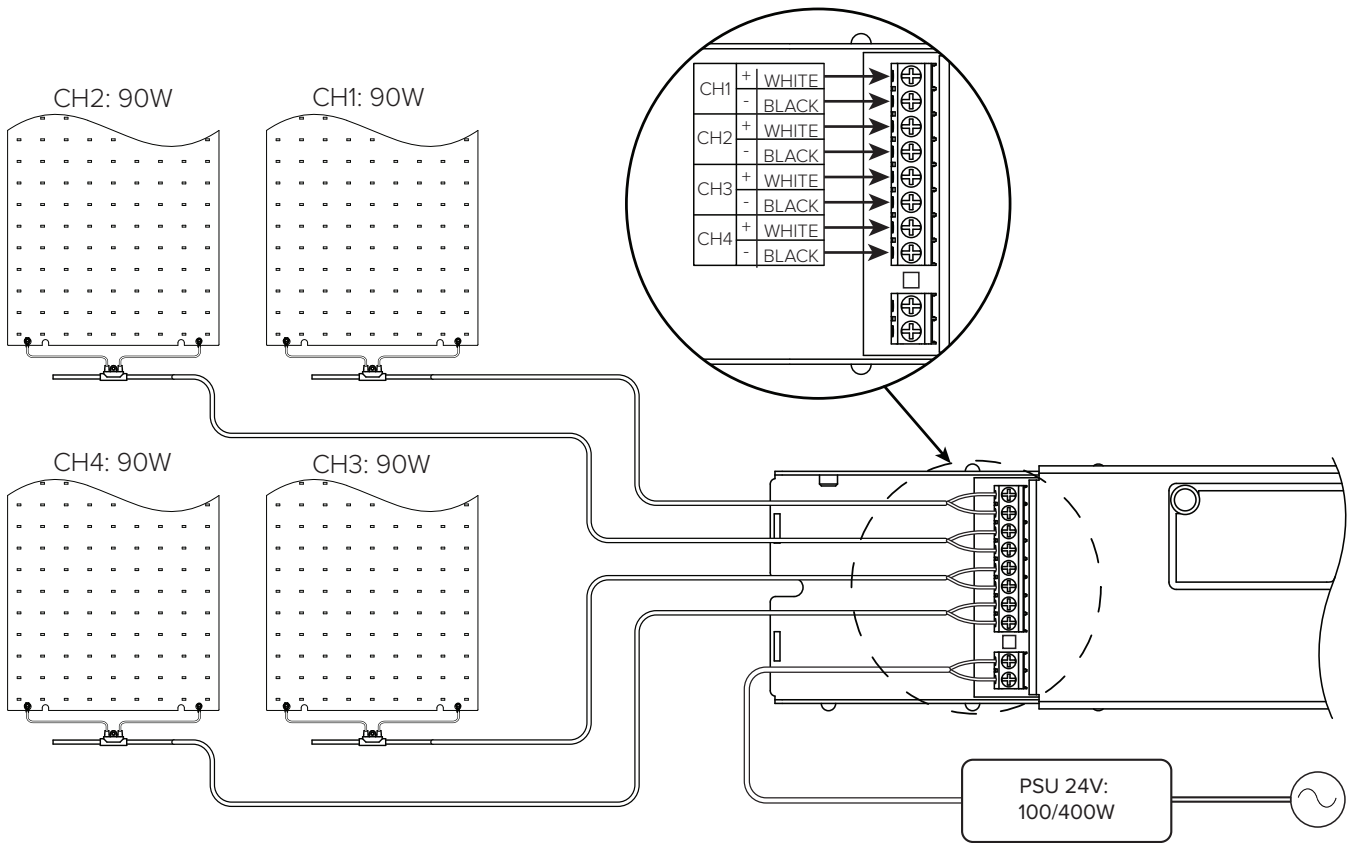 CH2: 90W
CH1: 90W
CH1 + WHITE
- BLACK
CH2 + WHITE
- BLACK
CH3 + WHITE
- BLACK
CH4 + WHITE
- BLACK
CH4: 90W
CH3: 90W
PSU 24V:
100/400W